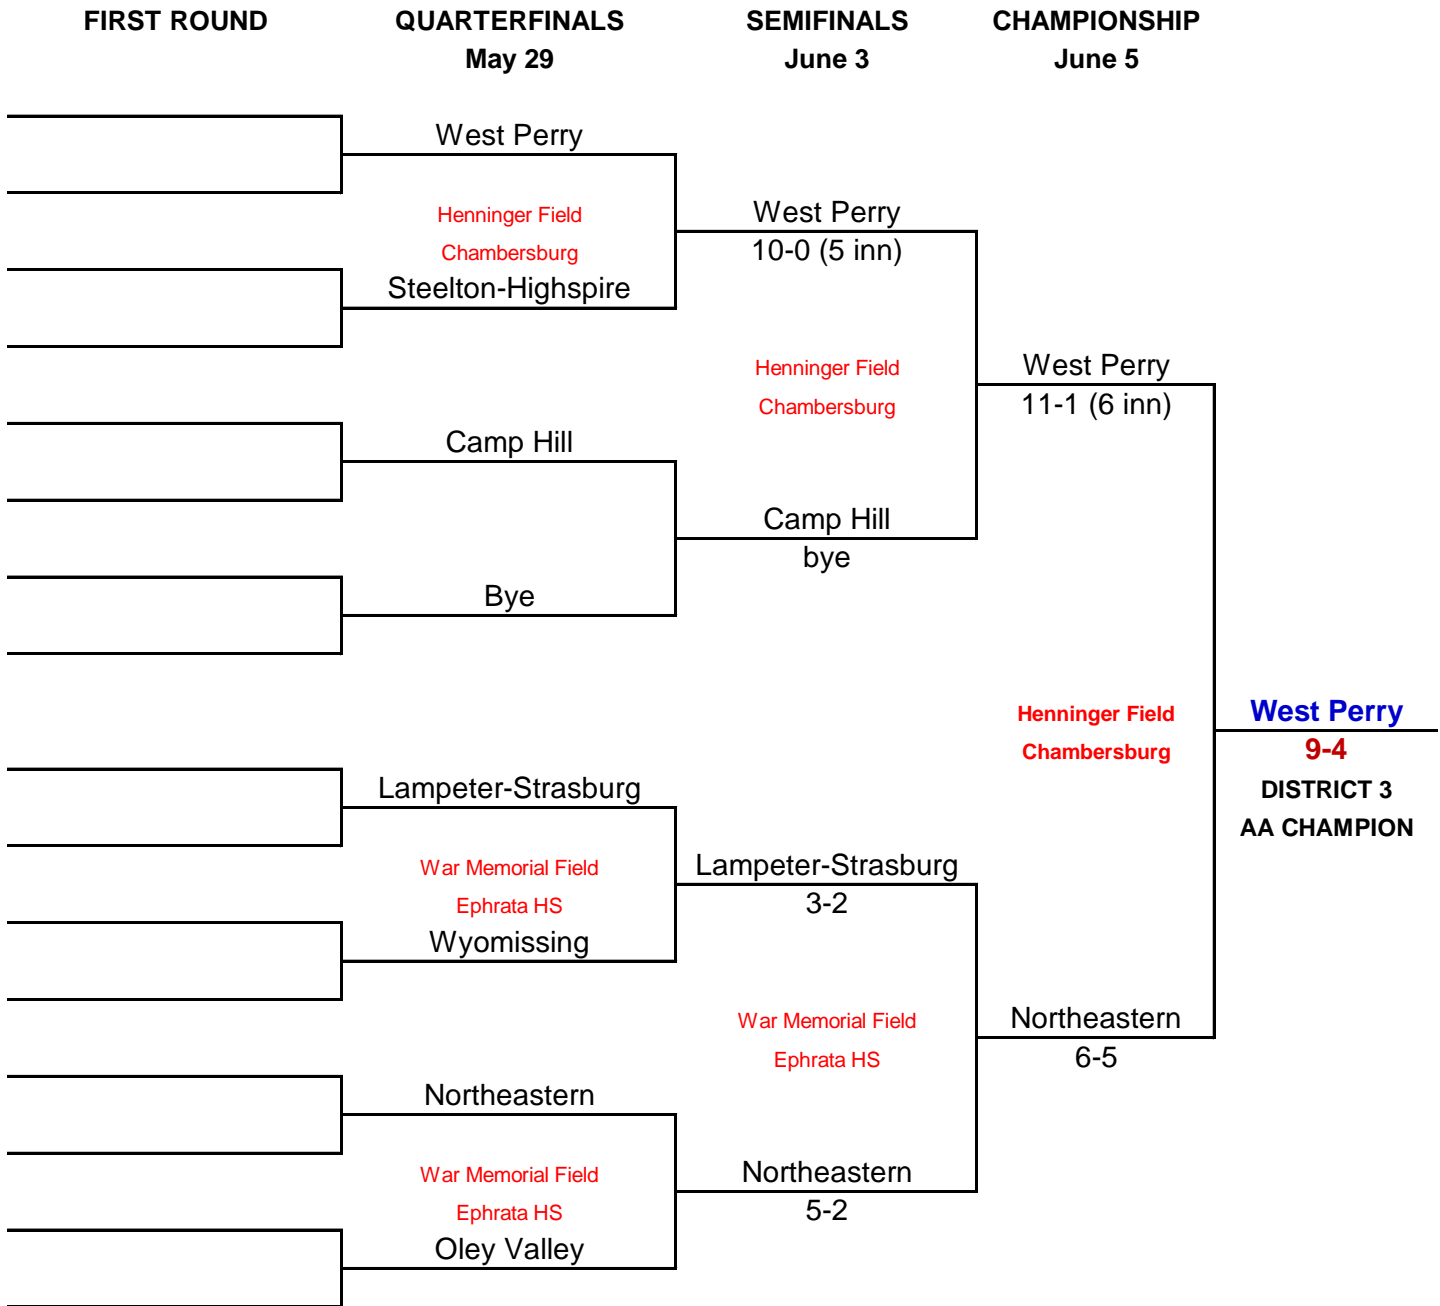 FIRST ROUND
QUARTERFINALS
May 29
SEMIFINALS
June 3
CHAMPIONSHIP
June 5
West Perry
Henninger Field
Chambersburg
Steelton-Highspire
West Perry
10-0 (5 inn)
Henninger Field
Chambersburg
West Perry
11-1 (6 inn)
Camp Hill
Camp Hill
bye
Bye
Henninger Field
Chambersburg
West Perry
9-4
DISTRICT 3
AA CHAMPION
Lampeter-Strasburg
War Memorial Field
Ephrata HS
Wyomissing
Lampeter-Strasburg
3-2
War Memorial Field
Ephrata HS
Northeastern
6-5
Northeastern
War Memorial Field
Ephrata HS
Oley Valley
Northeastern
5-2